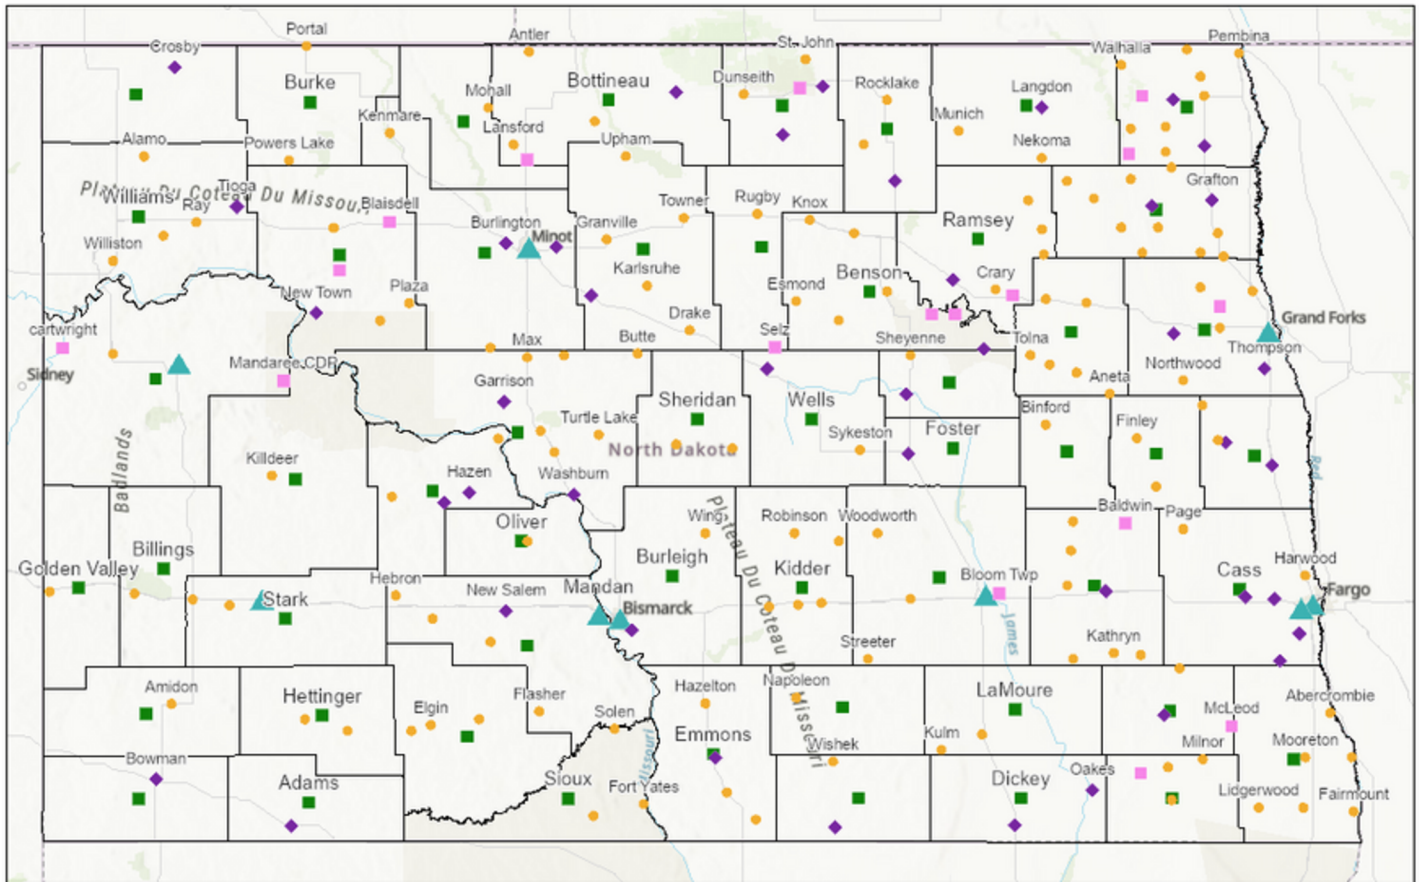 Portal
Antler
St. John
Pembina
Crosby
Walhalla
Burke
Bottineau
Dunseith
Rocklake
Langdon
Mohall
Kenmare
Lansford
Munich
Alamo
Powers Lake
Upham
Nekoma
Plateau Du Coteau Du Missouri
Tioga
Grafton
Williams
Ray
Blaisdell
Towner
Rugby
Knox
Burlington
Minot
Granville
Ramsey
Williston
Karlsruhe
Benson
Crary
New Town
Plaza
Esmond
Drake
Grand Forks
cartwright
Selz
Max
Butte
Sheyenne
Tolna
Thompson
Mandaree CDP
Northwood
Sidney
Garrison
Aneta
Sheridan
Wells
Binford
Turtle Lake
Finley
Foster
Sykeston
North Dakota
Killdeer
Hazen
Washburn
Red
Badlands
Baldwin
Page
Oliver
Wing
Robinson
Woodworth
Plateau Du Coteau Du Missouri
Billings
Burleigh
Harwood
Golden Valley
Kidder
Cass
Hebron
New Salem
Mandan
Bloom Twp
Fargo
Stark
Bismarck
James
Kathryn
Streeter
Amidon
Hettinger
Flasher
Hazelton
Napoleon
LaMoure
Abercrombie
Elgin
Solen
McLeod
Emmons
Kulm
Milnor
Mooreton
Wishek
Missouri
Bowman
Adams
Sioux
Fort Yates
Dickey
Oakes
Lidgerwood
Fairmount